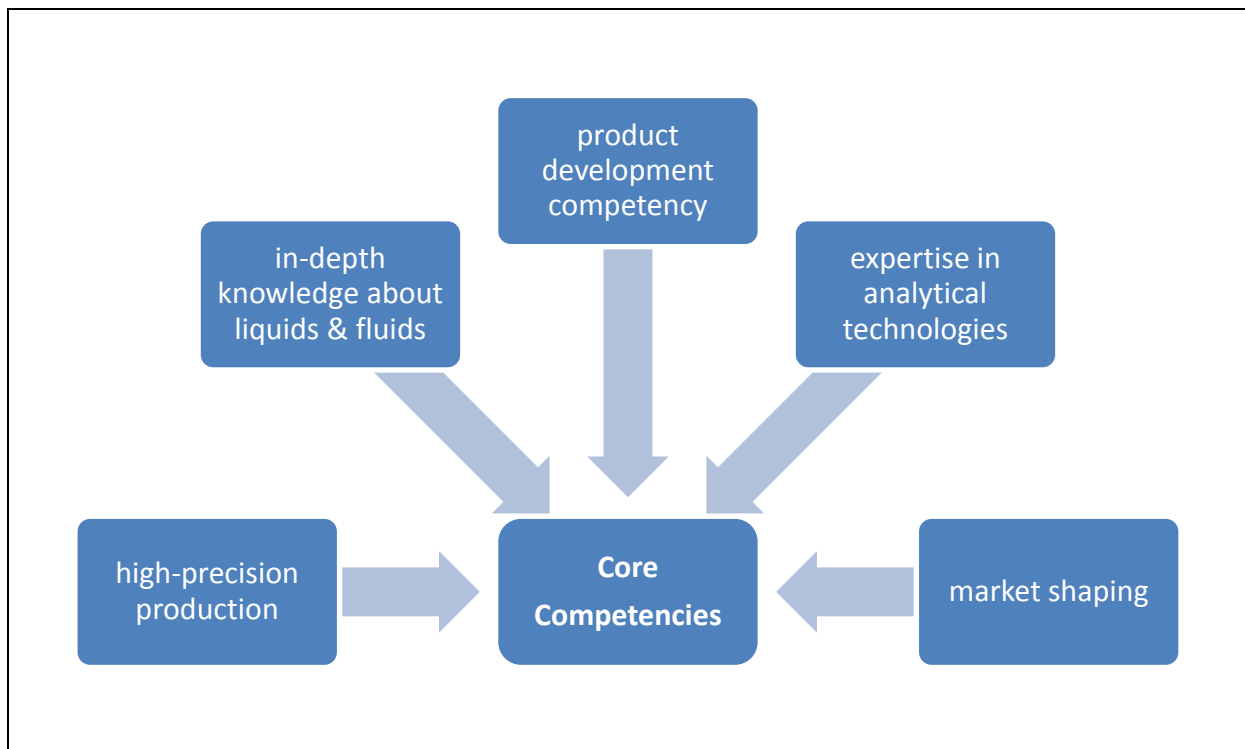 product
development
competency
in-depth
knowledge about
liquids & fluids
expertise in
analytical
technologies
high-precision
production
Core
Competencies
market shaping